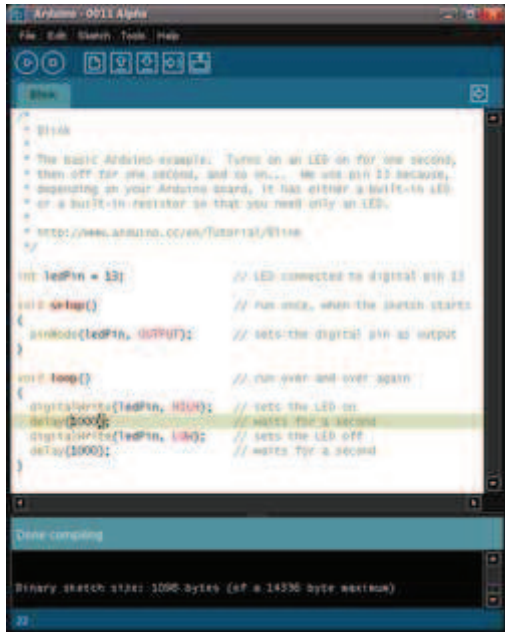 Arduino - 0011 Alpha
File Edit Sketch Tools Help
Blink
/*
* Blink
*
* The basic Arduino example. Turns on an LED on for one second,
* then off for one second, and so on... We use pin 13 because,
* depending on your Arduino board, it has either a built-in LED
* or a built-in resistor so that you need only an LED.
*
* http://www.arduino.cc/en/Tutorial/Blink
*/
int ledPin = 13; // LED connected to digital pin 13
void setup() // run once, when the sketch starts
{
pinMode(ledPin, OUTPUT); // sets the digital pin as output
}
void loop() // run over and over again
{
digitalWrite(ledPin, HIGH); // sets the LED on
delay(1000); // waits for a second
digitalWrite(ledPin, LOW); // sets the LED off
delay(1000); // waits for a second
}
Done compiling
Binary sketch size: 1098 bytes (of a 14336 byte maximum)
22